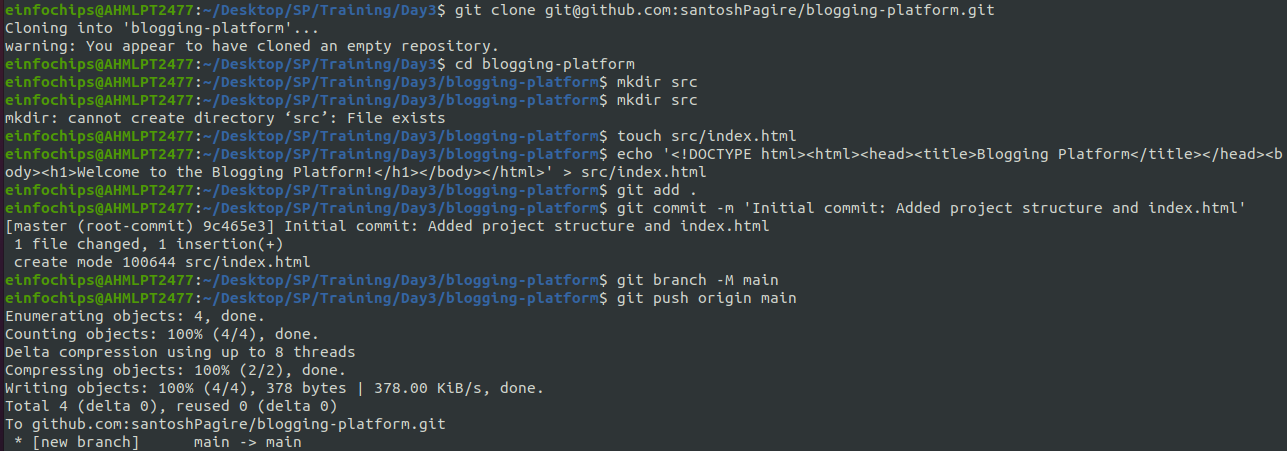 einfochips@AHMLPT2477:~/Desktop/SP/Training/Day3$ git clone git@github.com:santoshPagire/blogging-platform.git
Cloning into 'blogging-platform'...
warning: You appear to have cloned an empty repository.
einfochips@AHMLPT2477:~/Desktop/SP/Training/Day3$ cd blogging-platform
einfochips@AHMLPT2477:~/Desktop/SP/Training/Day3/blogging-platform$ mkdir src
einfochips@AHMLPT2477:~/Desktop/SP/Training/Day3/blogging-platform$ mkdir src
mkdir: cannot create directory ‘src’: File exists
einfochips@AHMLPT2477:~/Desktop/SP/Training/Day3/blogging-platform$ touch src/index.html
einfochips@AHMLPT2477:~/Desktop/SP/Training/Day3/blogging-platform$ echo '<!DOCTYPE html><html><head><title>Blogging Platform</title></head><b
ody><h1>Welcome to the Blogging Platform!</h1></body></html>' > src/index.html
einfochips@AHMLPT2477:~/Desktop/SP/Training/Day3/blogging-platform$ git add .
einfochips@AHMLPT2477:~/Desktop/SP/Training/Day3/blogging-platform$ git commit -m 'Initial commit: Added project structure and index.html'
[master (root-commit) 9c465e3] Initial commit: Added project structure and index.html
 1 file changed, 1 insertion(+)
 create mode 100644 src/index.html
einfochips@AHMLPT2477:~/Desktop/SP/Training/Day3/blogging-platform$ git branch -M main
einfochips@AHMLPT2477:~/Desktop/SP/Training/Day3/blogging-platform$ git push origin main
Enumerating objects: 4, done.
Counting objects: 100% (4/4), done.
Delta compression using up to 8 threads
Compressing objects: 100% (2/2), done.
Writing objects: 100% (4/4), 378 bytes | 378.00 KiB/s, done.
Total 4 (delta 0), reused 0 (delta 0)
To github.com:santoshPagire/blogging-platform.git
 * [new branch]      main -> main